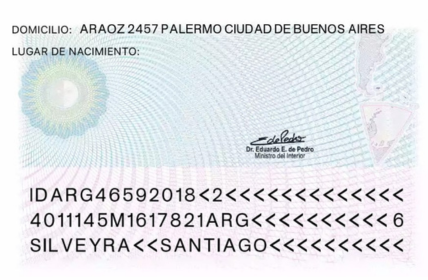 DOMICILIO: ARAOZ 2457 PALERMO CIUDAD DE BUENOS AIRES
LUGAR DE NACIMIENTO:
Dr. Eduardo E. de Pedro
Ministro del Interior
IDARG46592018<2<<<<<<<<<<<<<<
4011145M1617821ARG<<<<<<<<<<6
SILVEYRA<<SANTIAGO<<<<<<<<<<